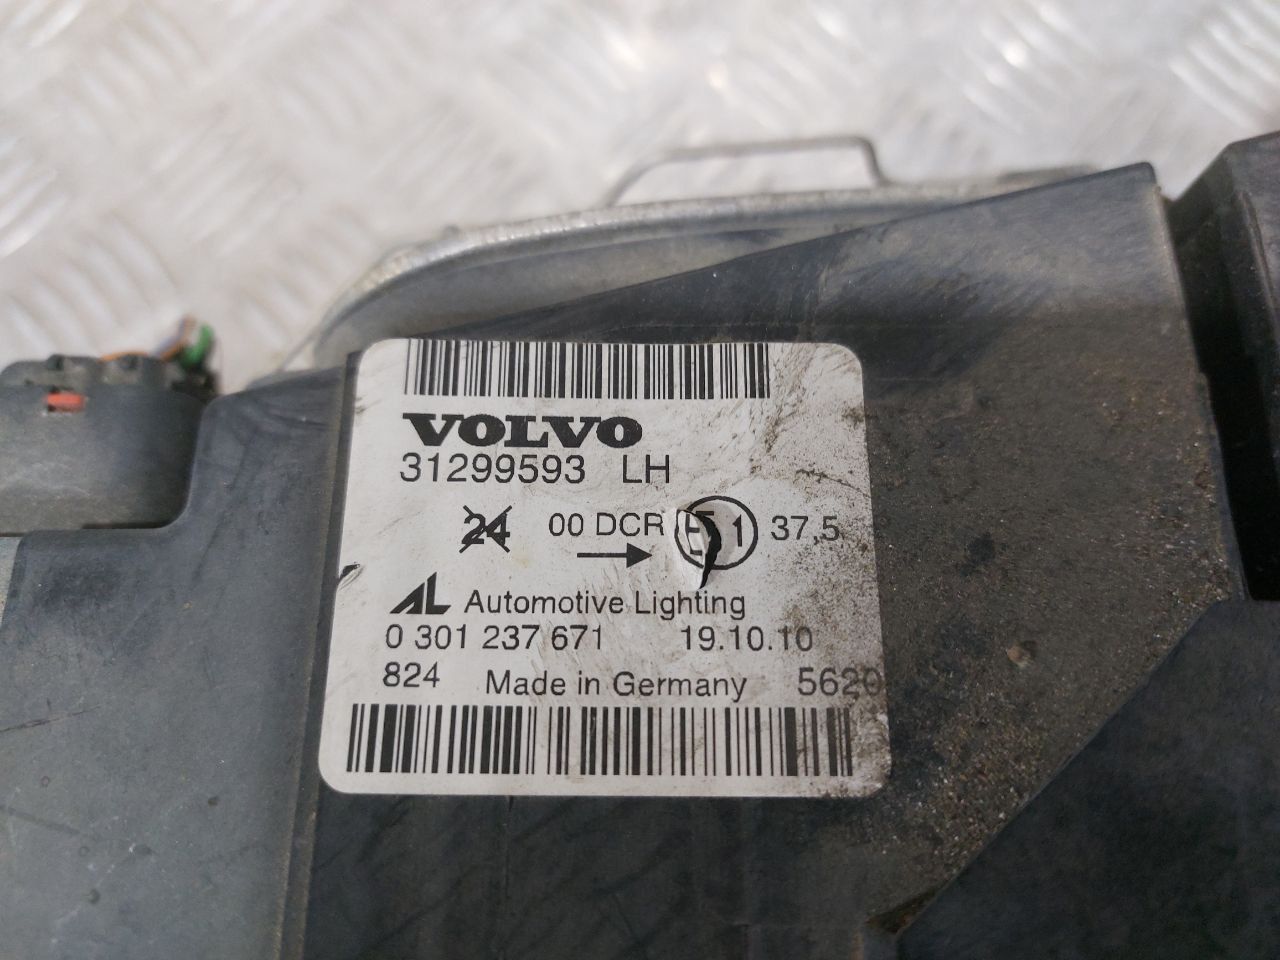 VOLVO
31299593 LH
24 00 DCR E1 37,5
AL Automotive Lighting
0 301 237 671 19.10.10
824 Made in Germany 5620